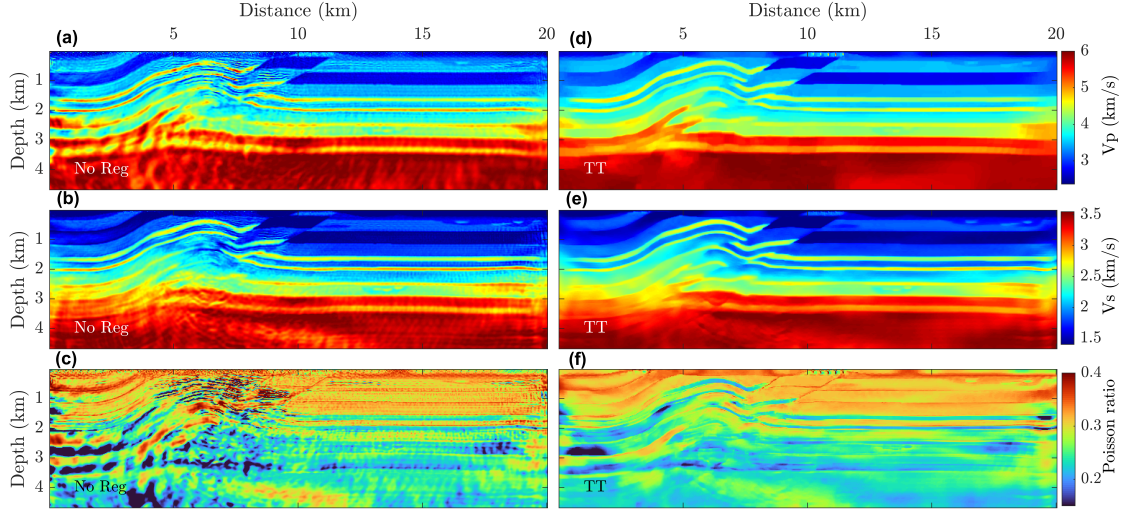 Distance (km)
Distance (km)
(a)
5
10
15
20
(d)
5
10
15
20
Depth (km)
1
2
3
4
No Reg
TT
6
5
4
3
Vp (km/s)
(b)
(e)
Depth (km)
1
2
3
4
No Reg
TT
3.5
3
2.5
2
1.5
Vs (km/s)
(c)
(f)
Depth (km)
1
2
3
4
No Reg
TT
0.4
0.3
0.2
Poisson ratio